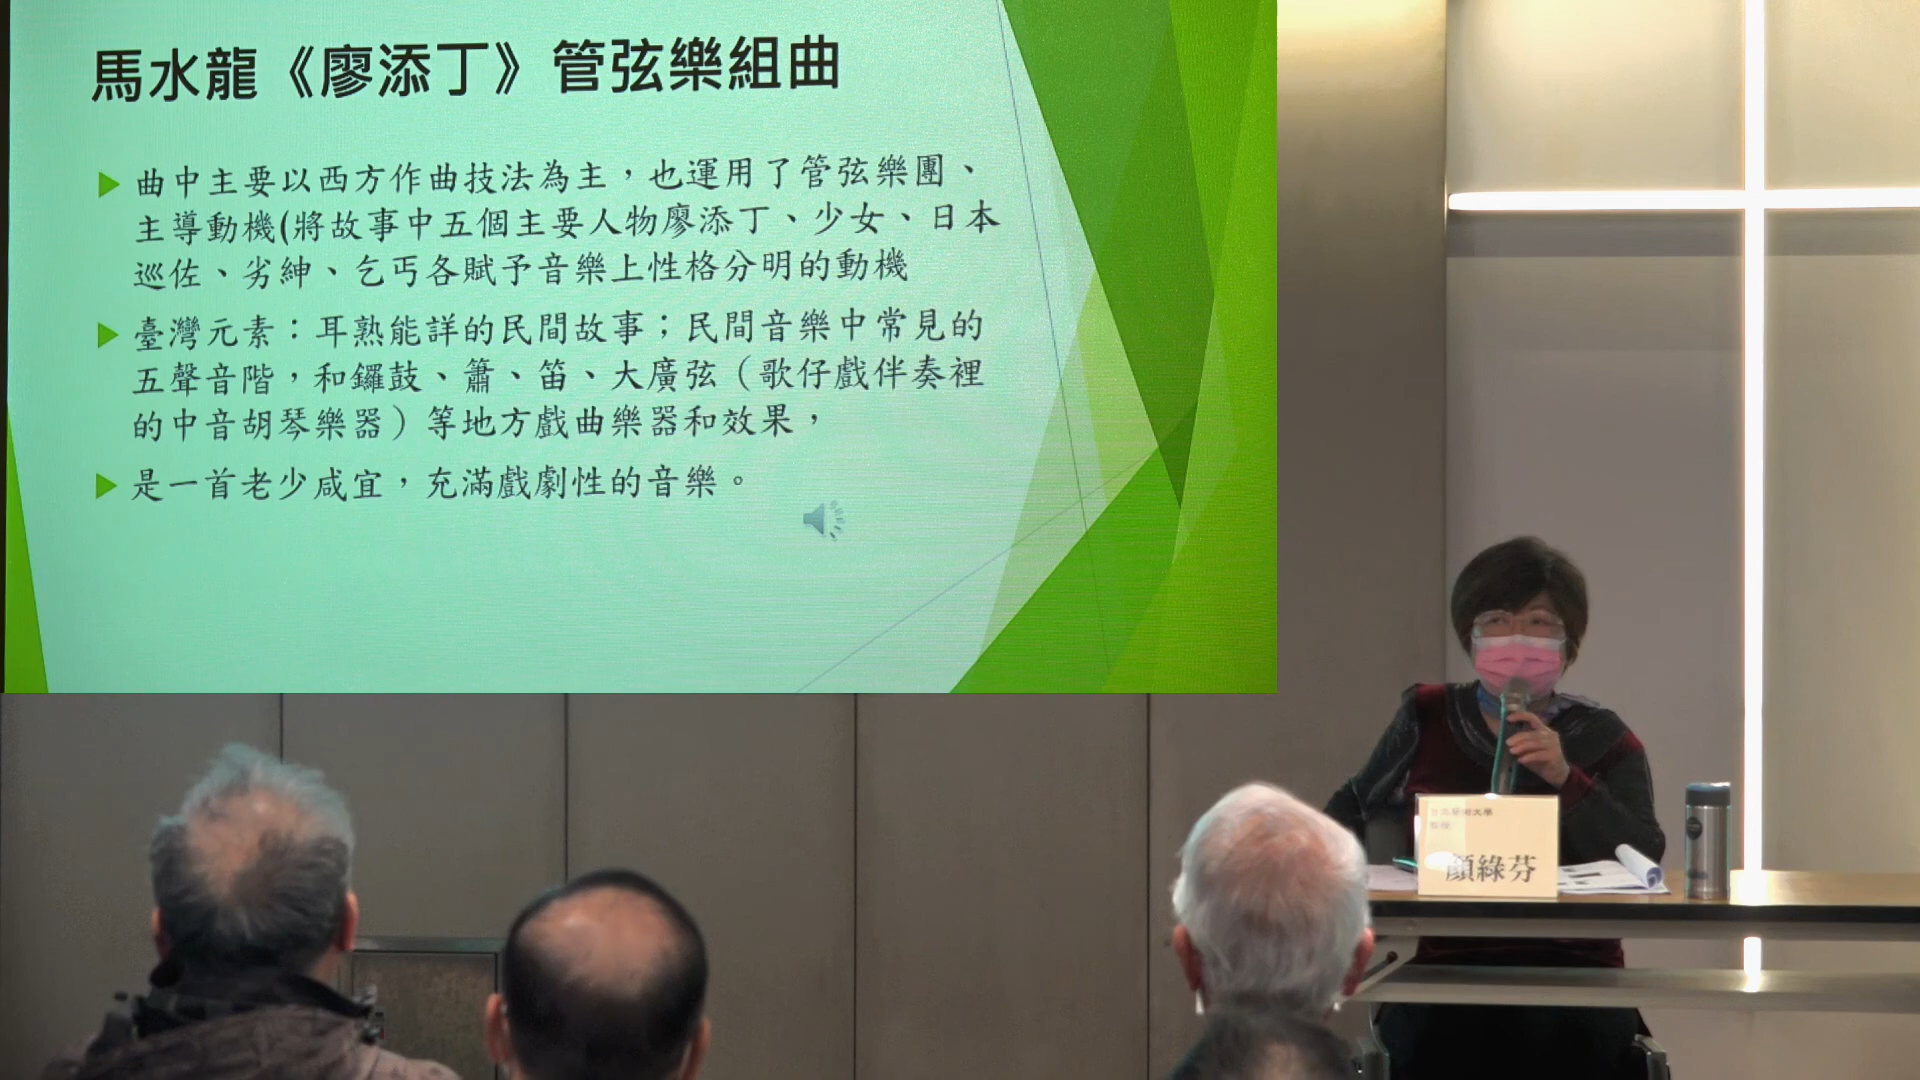 馬水龍《廖添丁》管弦樂組曲
曲中主要以西方作曲技法為主，也運用了管弦樂團、
主導動機(將故事中五個主要人物廖添丁、少女、日本
巡佐、劣紳、乞丐各賦予音樂上性格分明的動機
臺灣元素：耳熟能詳的民間故事；民間音樂中常見的
五聲音階，和鑼鼓、簫、笛、大廣弦（歌仔戲伴奏裡
的中音胡琴樂器）等地方戲曲樂器和效果，
是一首老少咸宜，充滿戲劇性的音樂。
顏綠芬